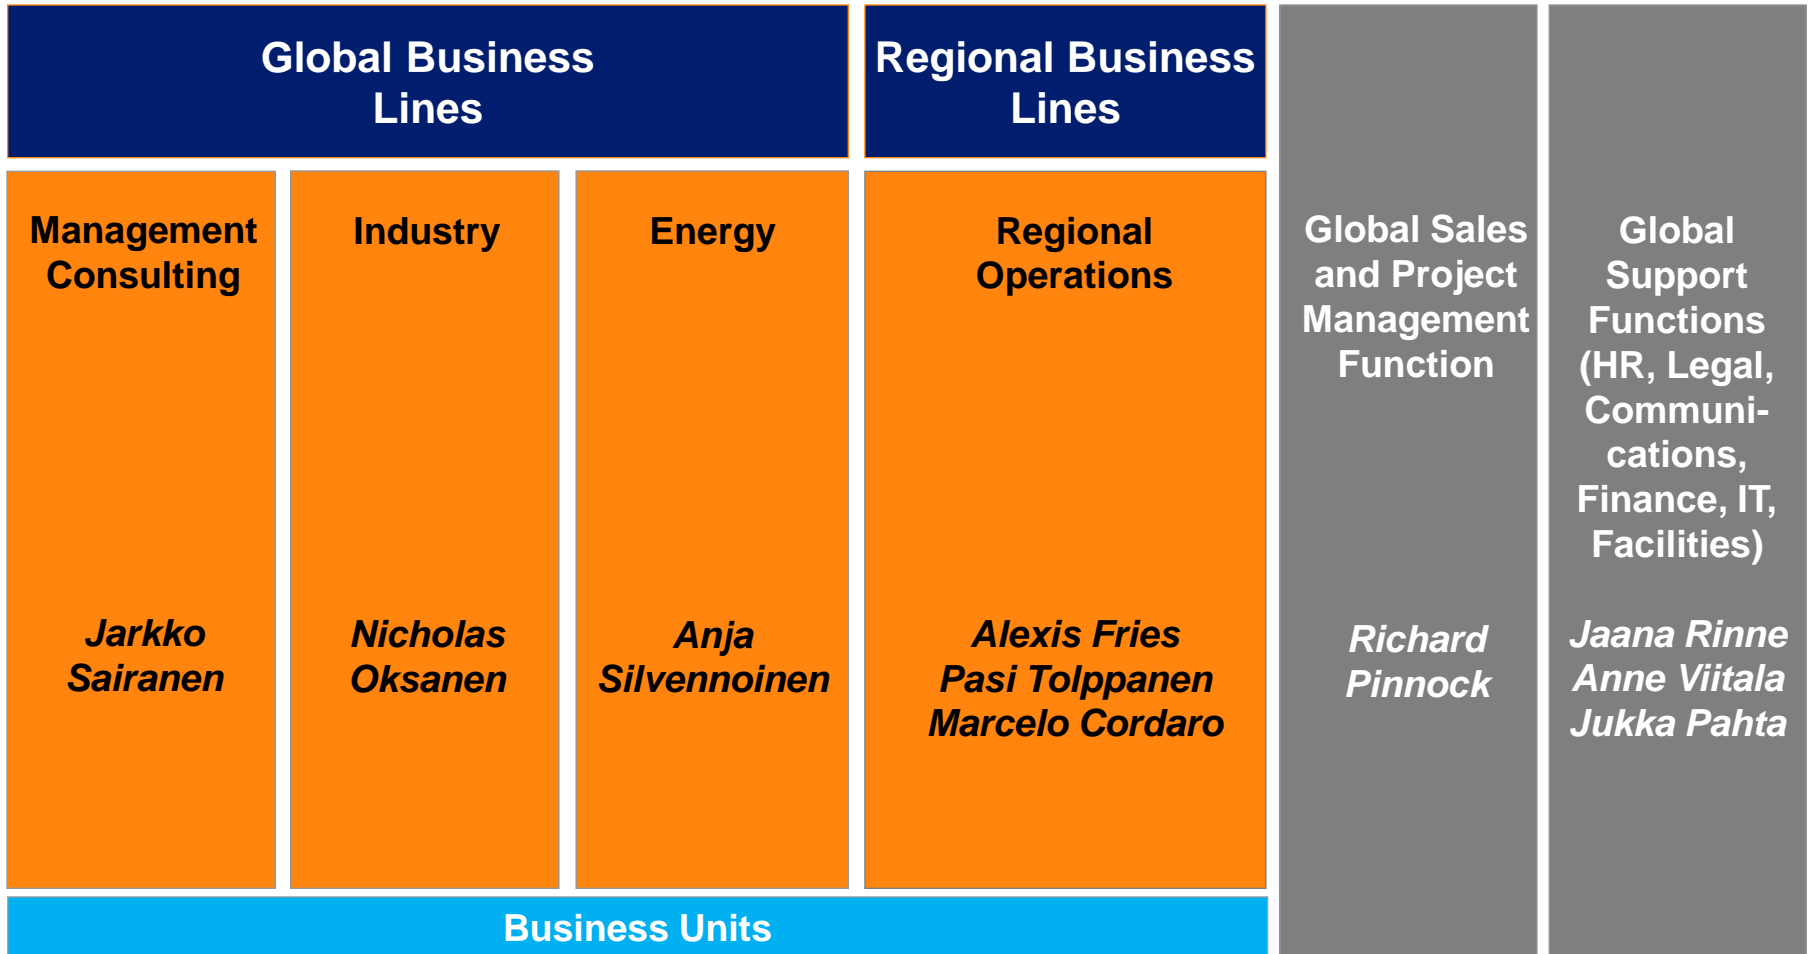 Global Business
Lines
Regional Business
Lines
Management
Consulting
Jarkko
Sairanen
Industry
Nicholas
Oksanen
Energy
Anja
Silvennoinen
Regional
Operations
Alexis Fries
Pasi Tolppanen
Marcelo Cordaro
Business Units
Global Sales
and Project
Management
Function
Richard
Pinnock
Global
Support
Functions
(HR, Legal,
Communi-
cations,
Finance, IT,
Facilities)
Jaana Rinne
Anne Viitala
Jukka Pahta